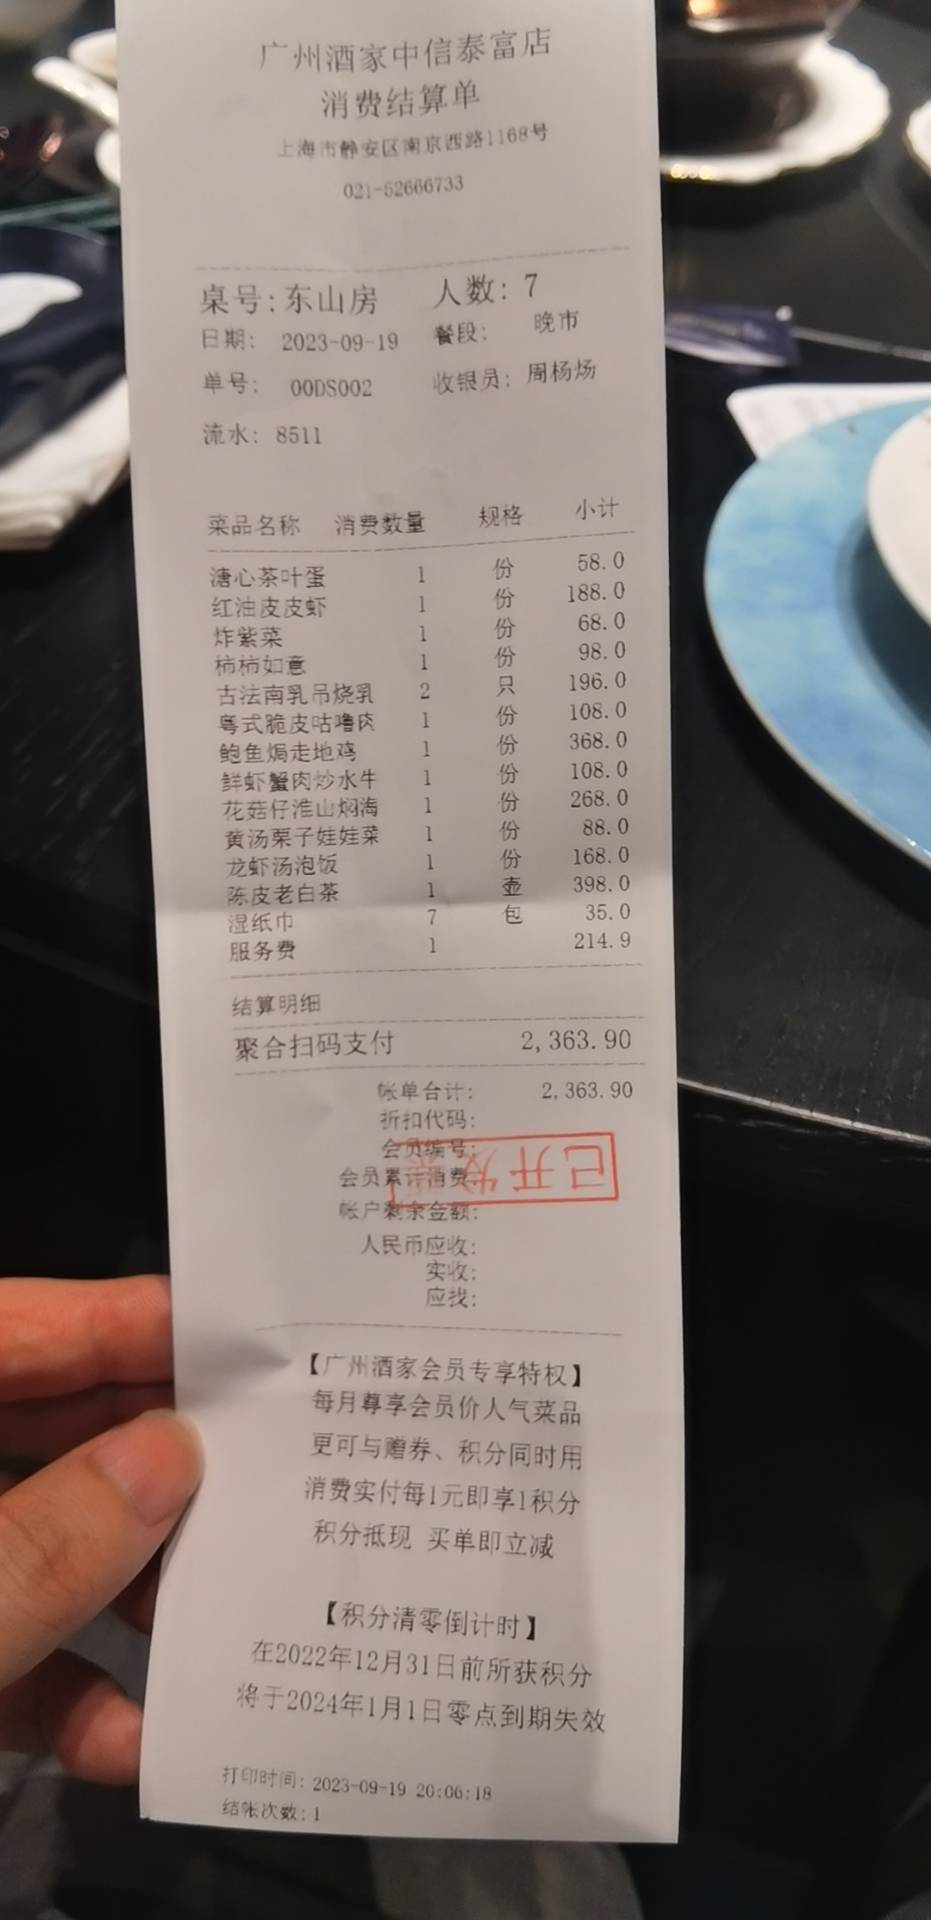 广州酒家中信泰富店
消费结算单
上海市静安区南京西路1168号
021-52666733
桌号:东山房 人数: 7
日期: 2023-09-19 餐段: 晚市
单号: 00DS002 收银员: 周杨炀
流水: 8511
菜品名称 消费数量 规格 小计
溏心茶叶蛋 1 份 58.0
红油皮皮虾 1 份 188.0
炸紫菜 1 份 68.0
柿柿如意 1 份 98.0
古法南乳吊烧乳 2 只 196.0
粤式脆皮咕噜肉 1 份 108.0
鲍鱼焗走地鸡 1 份 368.0
鲜虾蟹肉炒水牛 1 份 108.0
花菇仔淮山焖海 1 份 268.0
黄汤栗子娃娃菜 1 份 88.0
龙虾汤泡饭 1 份 168.0
陈皮老白茶 1 壶 398.0
湿纸巾 7 包 35.0
服务费 1 214.9
结算明细
聚合扫码支付 2,363.90
帐单合计: 2,363.90
折扣代码:
会员编号:
已开发票
会员累计消费:
帐户剩余金额:
人民币应收:
实收:
应找:
【广州酒家会员专享特权】
每月尊享会员价人气菜品
更可与赠券、积分同时用
消费实付每1元即享1积分
积分抵现 买单即立减
【积分清零倒计时】
在2022年12月31日前所获积分
将于2024年1月1日零点到期失效
打印时间: 2023-09-19 20:06:18
结帐次数: 1